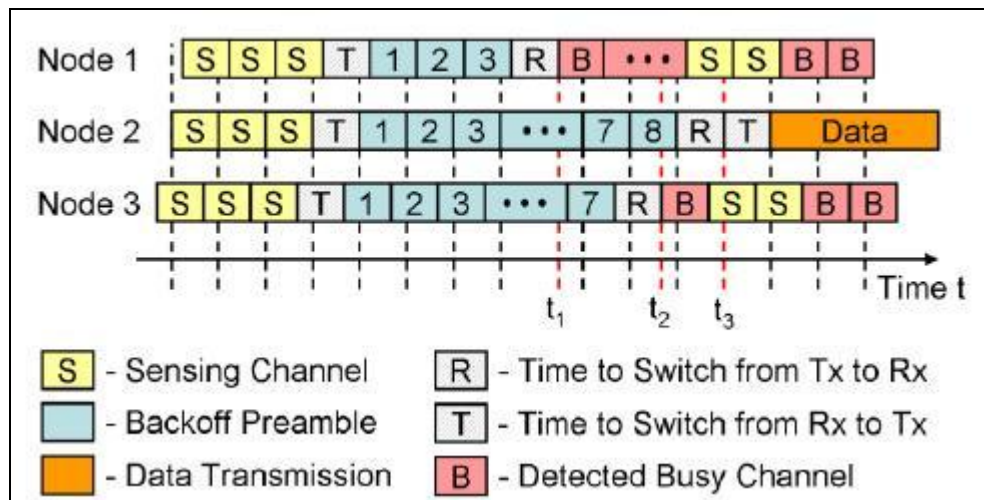 Node 1 S S S T 1 2 3 R B ••• S S B B
Node 2 S S S T 1 2 3 ••• 7 8 R T Data
Node 3 S S S T 1 2 3 ••• 7 R B S S B B
Time t
t1 t2 t3
S - Sensing Channel R - Time to Switch from Tx to Rx
- Backoff Preamble T - Time to Switch from Rx to Tx
- Data Transmission B - Detected Busy Channel